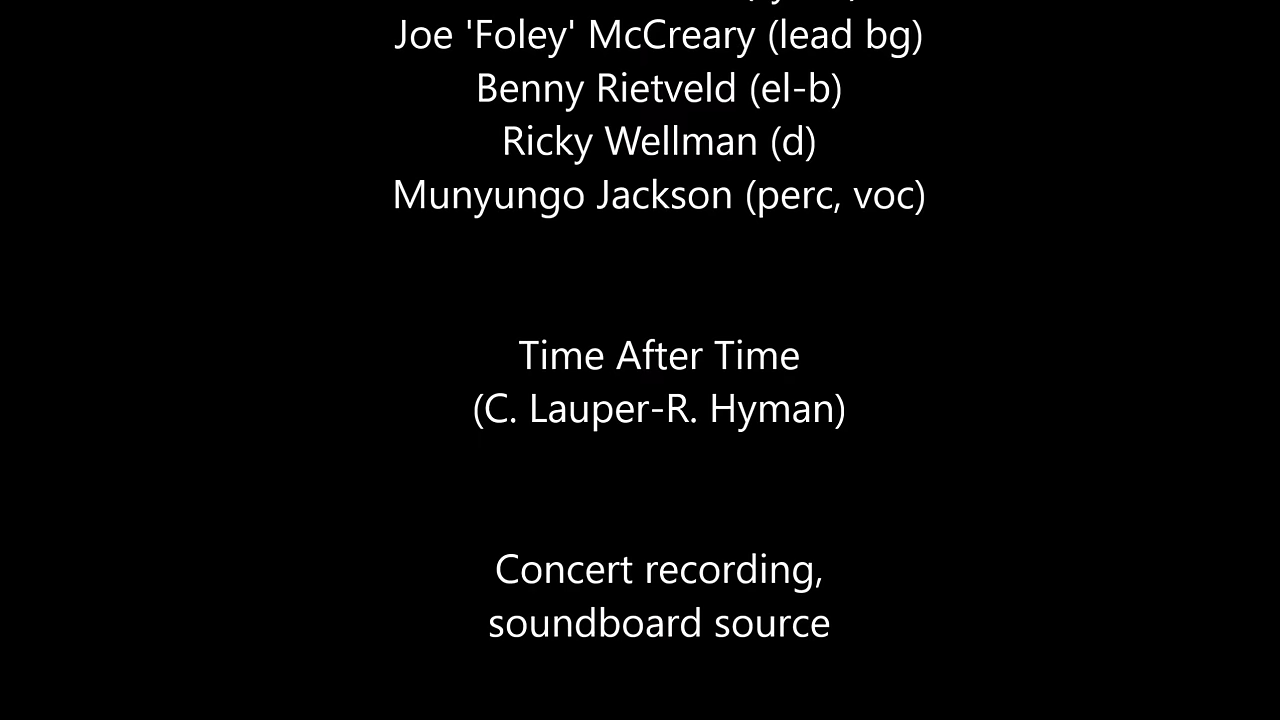 Joe 'Foley' McCreary (lead bg)
Benny Rietveld (el-b)
Ricky Wellman (d)
Munyungo Jackson (perc, voc)
Time After Time
(C. Lauper-R. Hyman)
Concert recording,
soundboard source